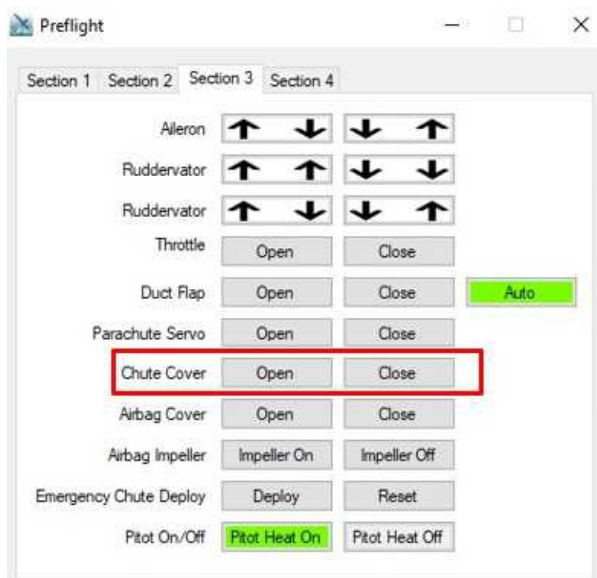 Preflight
Section 1 Section 2 Section 3 Section 4
Aileron
Ruddervator
Ruddervator
Throttle Open Close
Duct Flap Open Close Auto
Parachute Servo Open Close
Chute Cover Open Close
Airbag Cover Open Close
Airbag Impeller Impeller On Impeller Off
Emergency Chute Deploy Deploy Reset
Pitot On/Off Pitot Heat On Pitot Heat Off